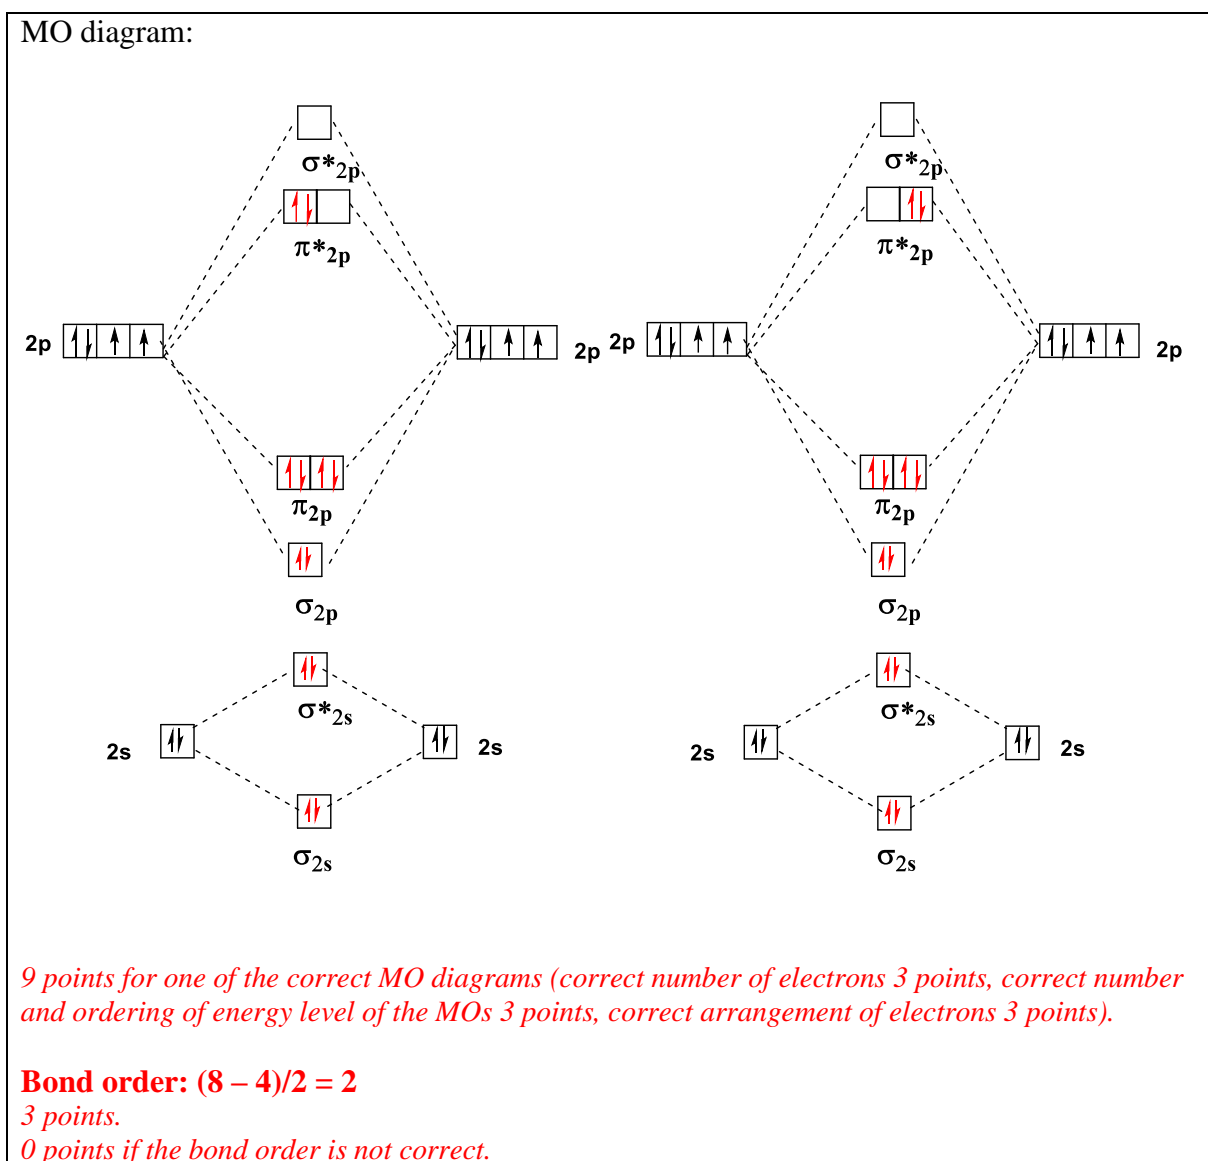 MO diagram:
σ*2p σ*2p
π*2p π*2p
2p 2p 2p 2p
π2p π2p
σ2p σ2p
σ*2s σ*2s
2s 2s 2s 2s
σ2s σ2s
9 points for one of the correct MO diagrams (correct number of electrons 3 points, correct number
and ordering of energy level of the MOs 3 points, correct arrangement of electrons 3 points).
Bond order: (8 – 4)/2 = 2
3 points.
0 points if the bond order is not correct.